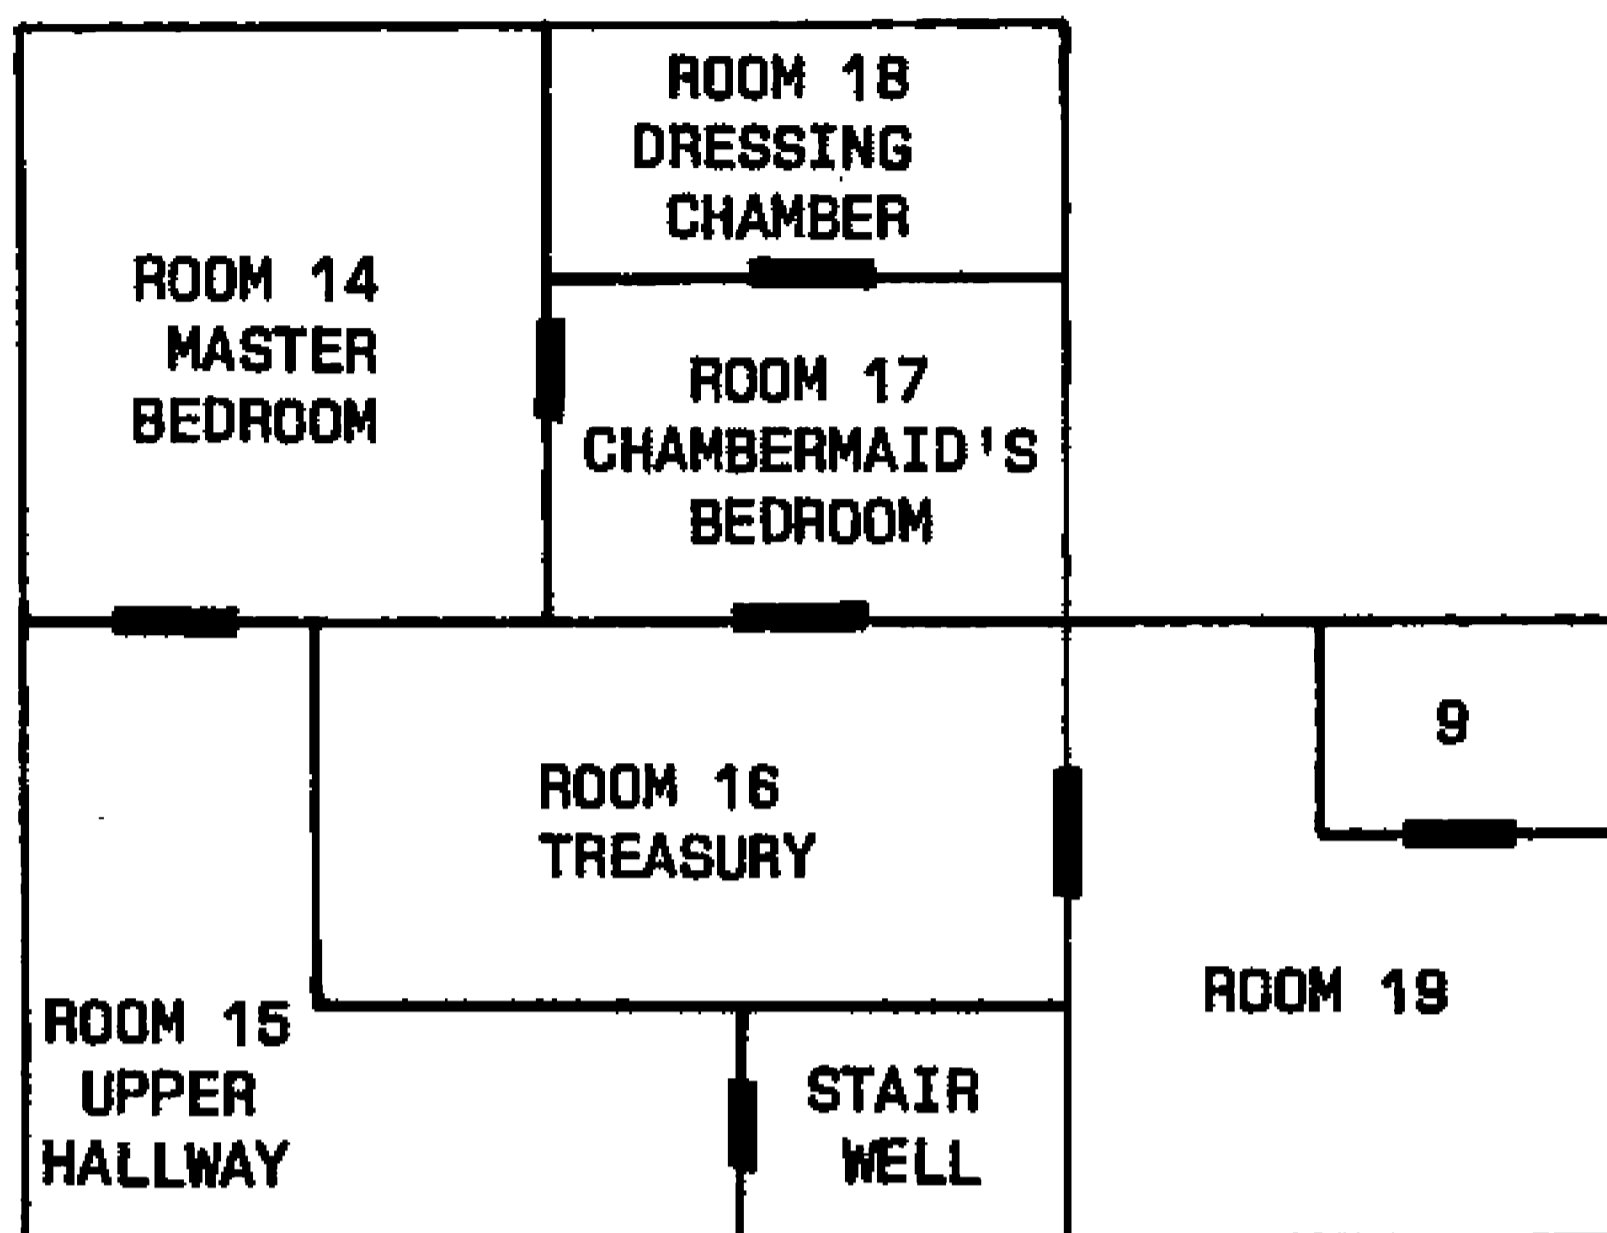 ROOM 18
DRESSING
CHAMBER
ROOM 14
MASTER
BEDROOM
ROOM 17
CHAMBERMAID'S
BEDROOM
9
ROOM 16
TREASURY
ROOM 19
ROOM 15
UPPER
HALLWAY
STAIR
WELL